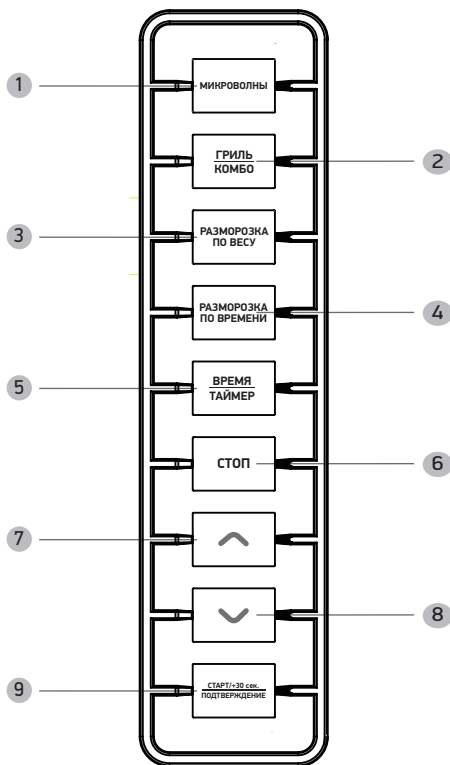 1
МИКРОВОЛНЫ
ГРИЛЬ
КОМБО
2
3
РАЗМОРОЗКА
ПО ВЕСУ
РАЗМОРОЗКА
ПО ВРЕМЕНИ
4
5
ВРЕМЯ
ТАЙМЕР
СТОП
6
7
8
9
СТАРТ/+30 сек.
ПОДТВЕРЖДЕНИЕ